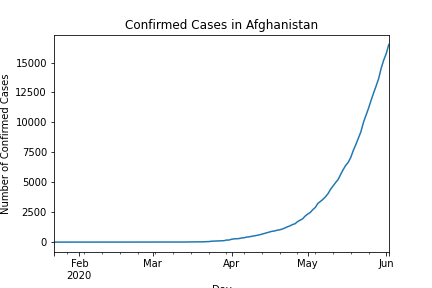 Confirmed Cases in Afghanistan
Number of Confirmed Cases
15000
12500
10000
7500
5000
2500
0
Feb
2020
Mar
Apr
May
Jun